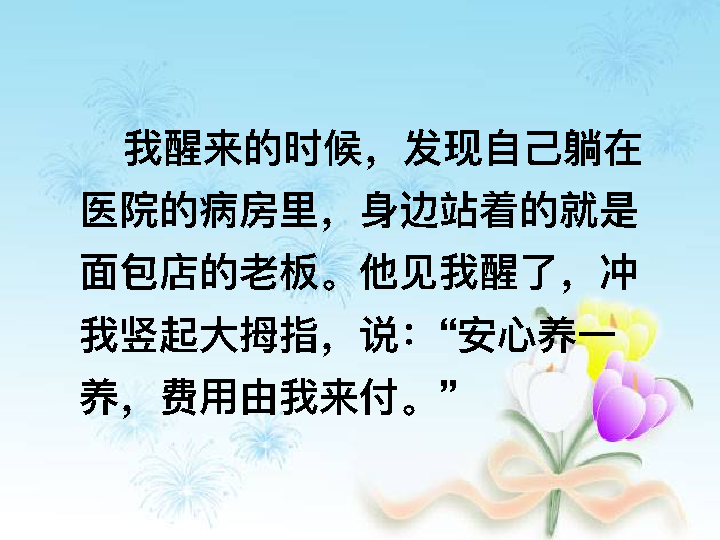 我醒来的时候，发现自己躺在
医院的病房里，身边站着的就是
面包店的老板。他见我醒了，冲
我竖起大拇指，说：“安心养一
养，费用由我来付。”